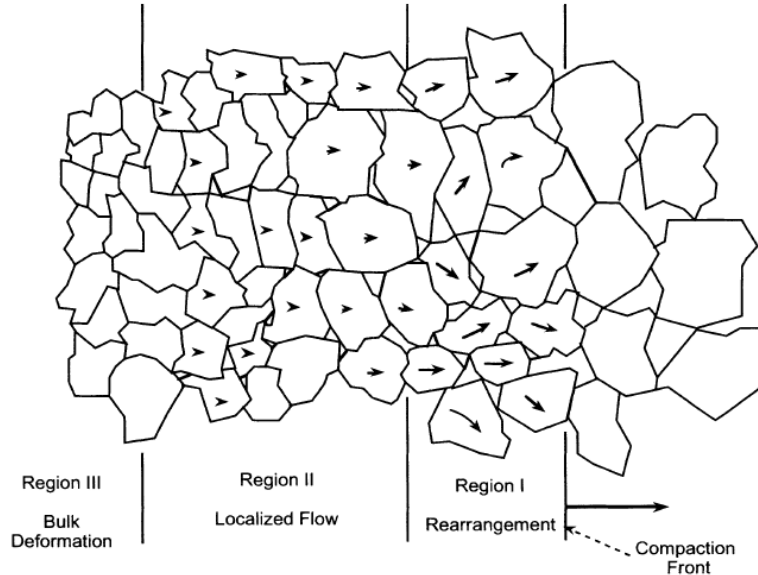 Region III
Bulk
Deformation
Region II
Localized Flow
Region I
Rearrangement
Compaction
Front